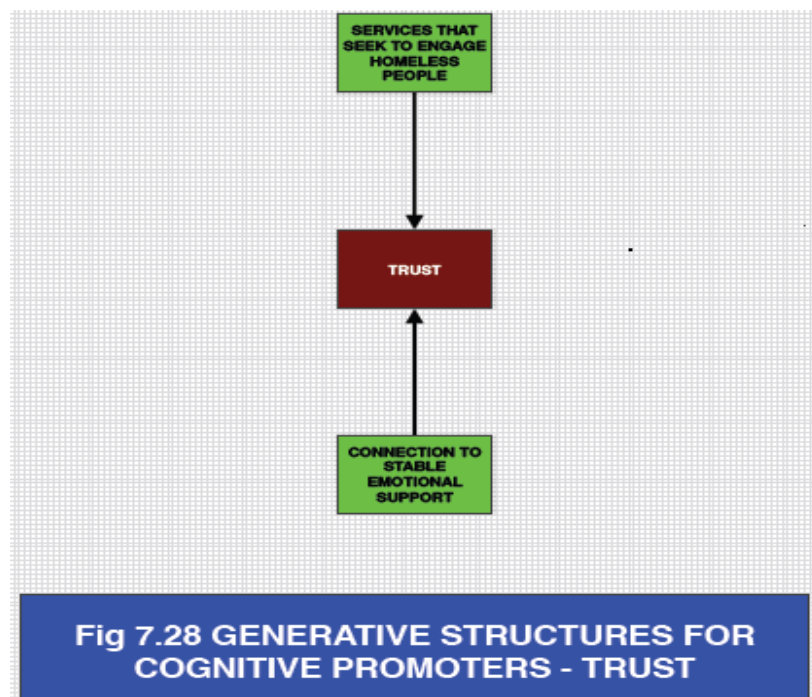 SERVICES THAT
SEEK TO ENGAGE
HOMELESS
PEOPLE
TRUST
CONNECTION TO
STABLE
EMOTIONAL
SUPPORT
Fig 7.28 GENERATIVE STRUCTURES FOR
COGNITIVE PROMOTERS - TRUST